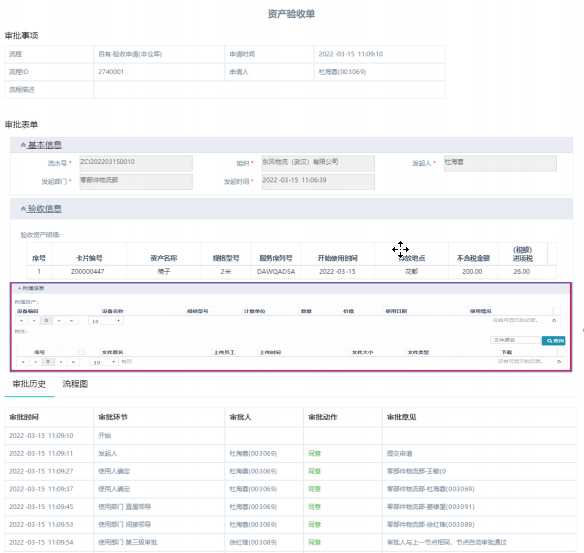 资产验收单
审批事项
流程 自有-验收申请(非仓库) 申请时间 2022-03-15 11:09:10
流程ID 2740001 申请人 杜海蓉(003069)
流程描述
审批表单
基本信息
流水号 * ZCI202203150010 组织 * 东风物流（武汉）有限公司 发起人 * 杜海蓉
发起部门 * 零部件物流部 发起时间 * 2022-03-15 11:06:39
验收信息
验收资产明细:
序号 卡片编号 资产名称 规格型号 服务序列号 开始使用时间 存放地点 不含税金额 (税额)进项税
1 Z00000447 椅子 2米 DAWQADSA 2022-03-15 花都 200.00 26.00
附属信息
附属资产:
设备编码 设备名称 规格型号 计量单位 数量 价值 使用日期 使用情况
0 10 没有可显示的记录。
附件:
文件原名 查询
序号 文件原名 上传员工 上传时间 文件大小 文件类型 下载
0 10 每页 没有可显示的记录。
审批历史 流程图
审批时间 审批环节 审批人 审批动作 审批意见
2022-03-15 11:09:10 开始
2022-03-15 11:09:11 发起人 杜海蓉(003069) 同意 提交申请
2022-03-15 11:09:27 使用人确定 杜海蓉(003069) 同意 零部件物流部-王敏(0
2022-03-15 11:09:37 使用人确定 杜海蓉(003069) 同意 零部件物流部-杜海蓉(003069)
2022-03-15 11:09:45 使用部门 直属领导 杜海蓉(003069) 同意 零部件物流部-姜雄盟(003091)
2022-03-15 11:09:53 使用部门 间接领导 杜海蓉(003069) 同意 零部件物流部-徐红臻(003089)
2022-03-15 11:09:54 使用部门 第三级审批 徐红臻(003089) 同意 审批人与上一节点相同，节点自动审批通过